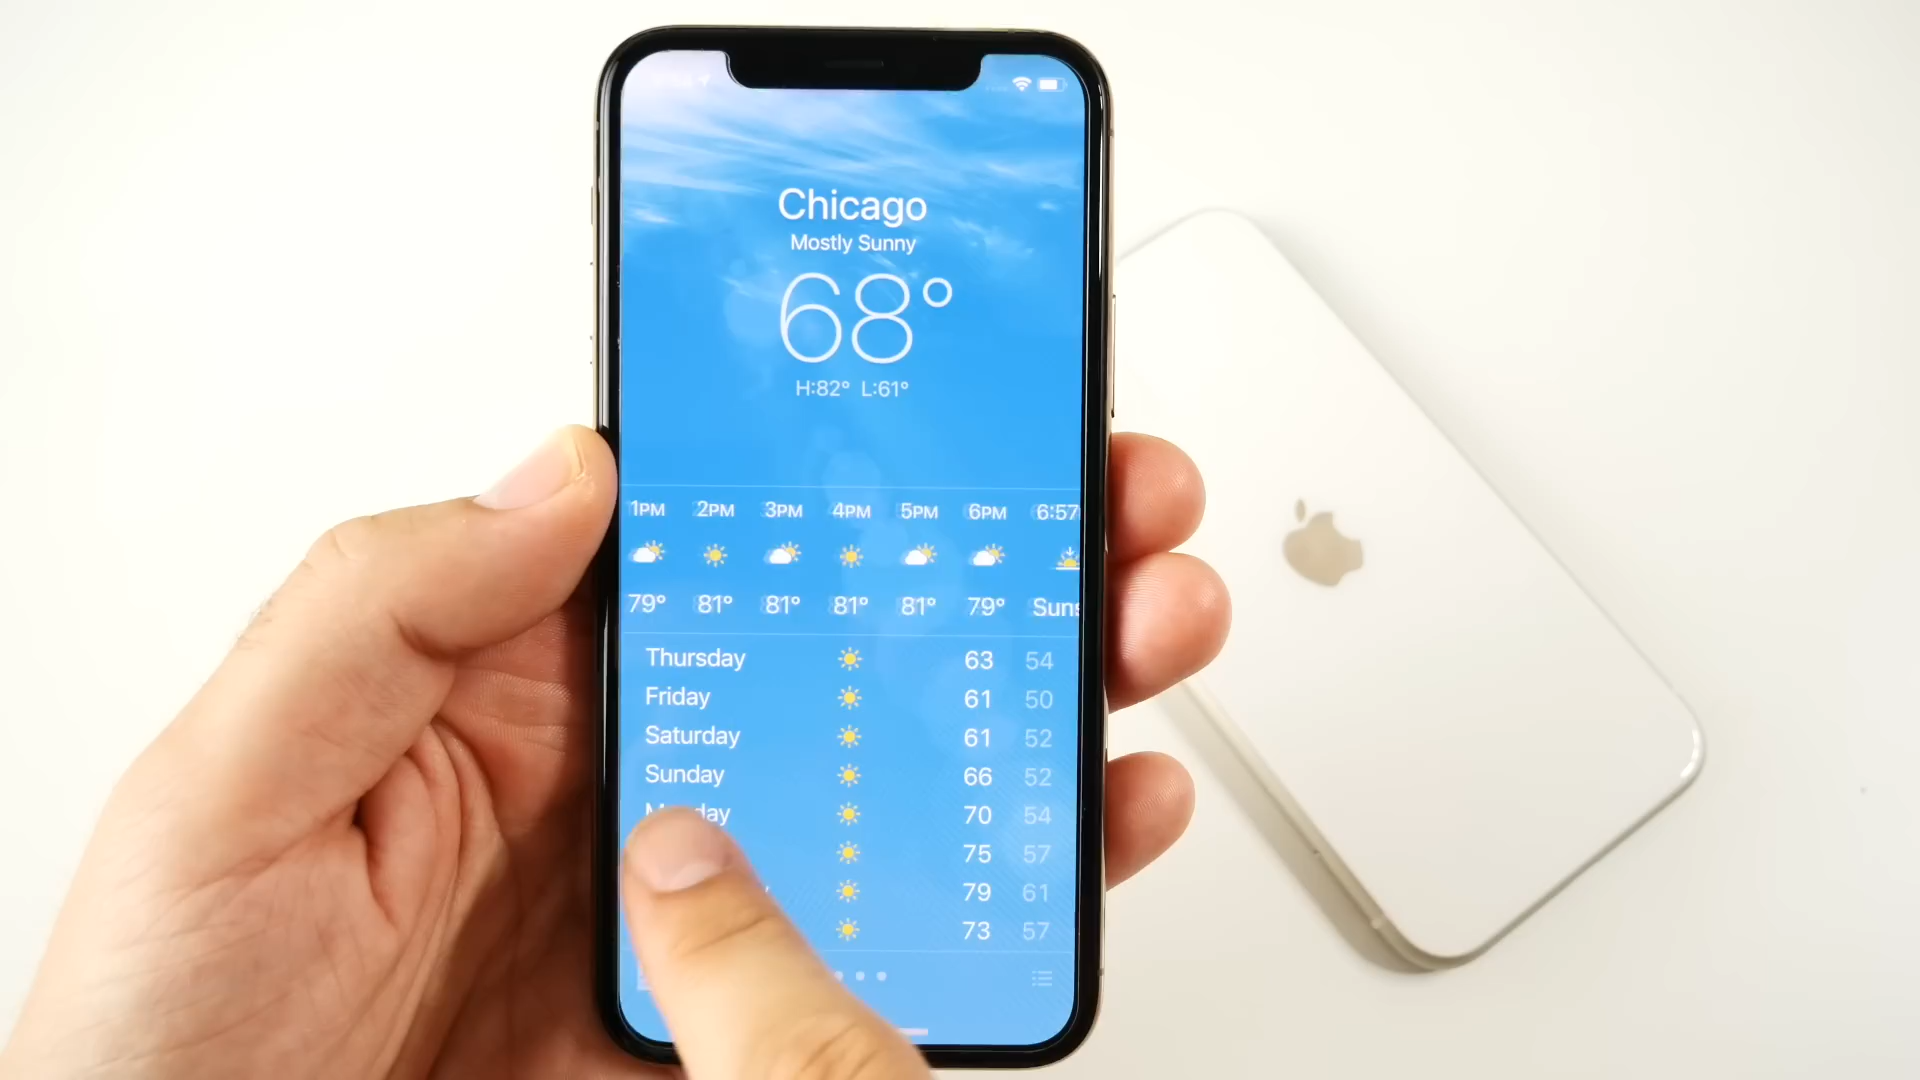 Chicago
Mostly Sunny
68°
H:82° L:61°
1PM 2PM 3PM 4PM 5PM 6PM 6:57
79° 81° 81° 81° 81° 79° Suns
Thursday 63 54
Friday 61 50
Saturday 61 52
Sunday 66 52
70 54
75 57
79 61
73 57